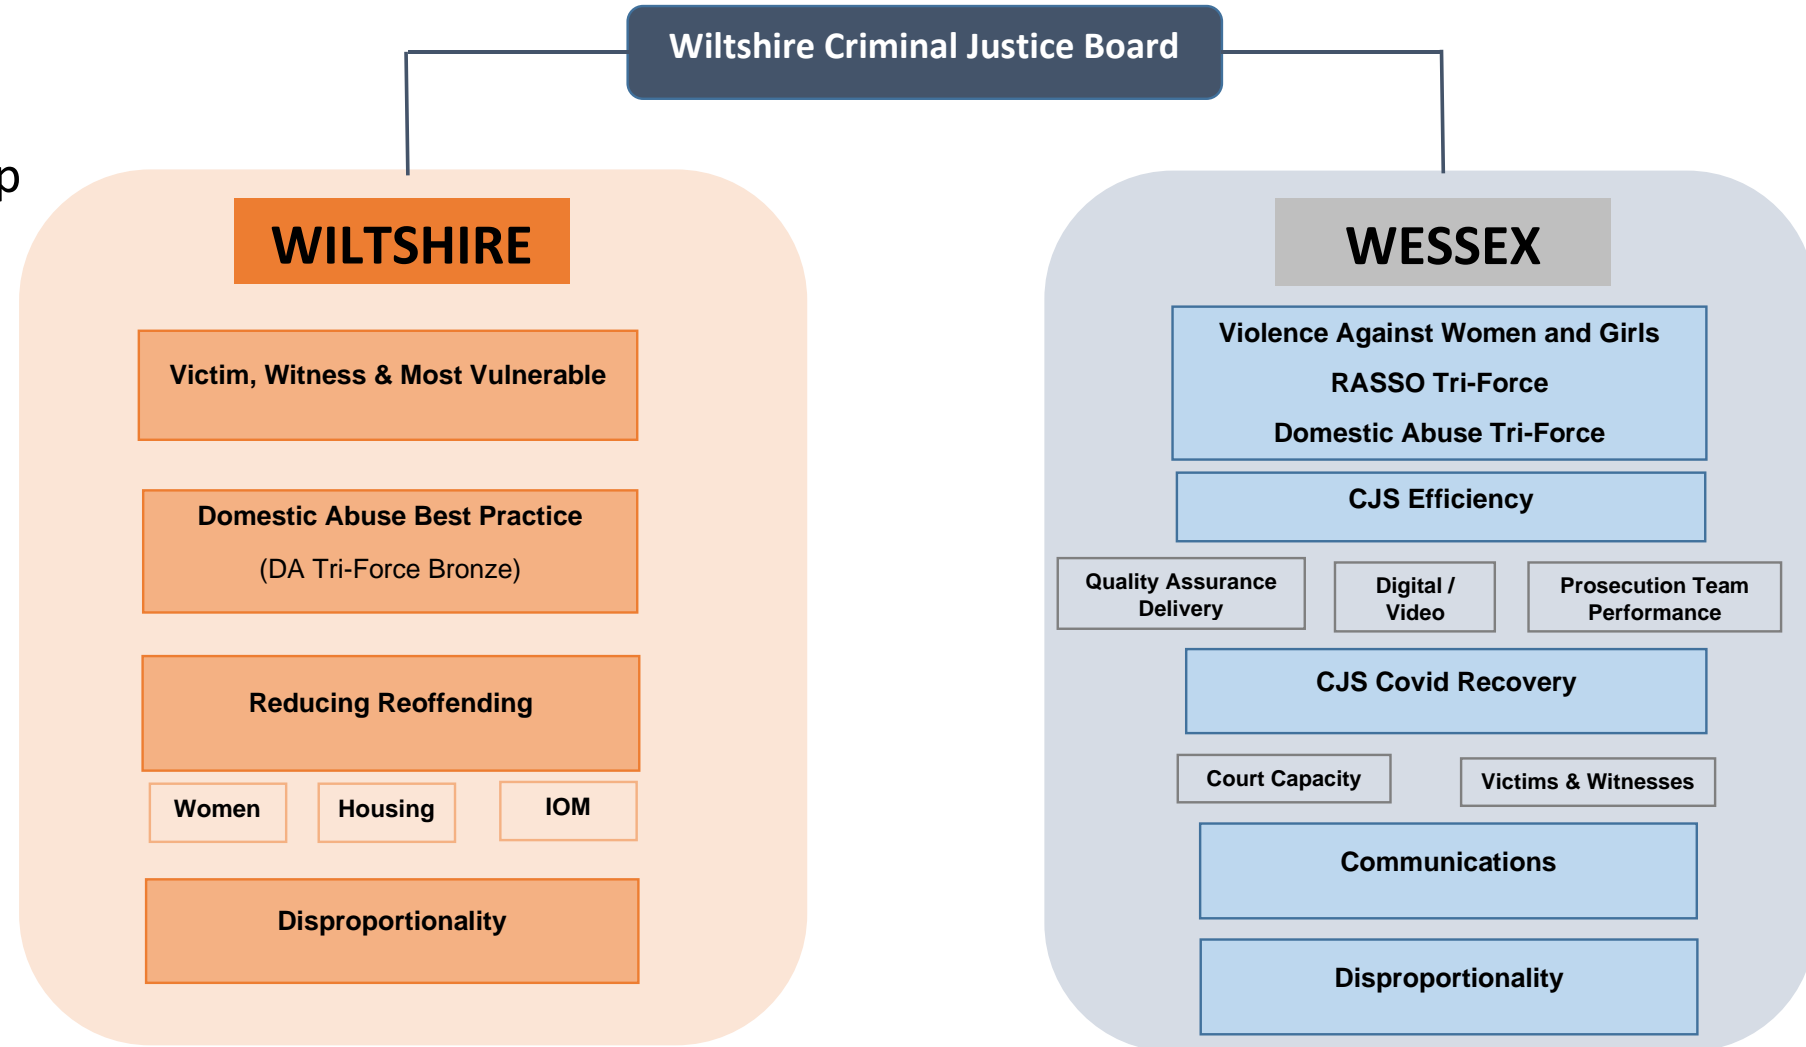 Wiltshire Criminal Justice Board
p
WILTSHIRE
Victim, Witness & Most Vulnerable
Domestic Abuse Best Practice
(DA Tri-Force Bronze)
Reducing Reoffending
Women
Housing
IOM
Disproportionality
WESSEX
Violence Against Women and Girls
RASSO Tri-Force
Domestic Abuse Tri-Force
CJS Efficiency
Quality Assurance
Delivery
Digital /
Video
Prosecution Team
Performance
CJS Covid Recovery
Court Capacity
Victims & Witnesses
Communications
Disproportionality